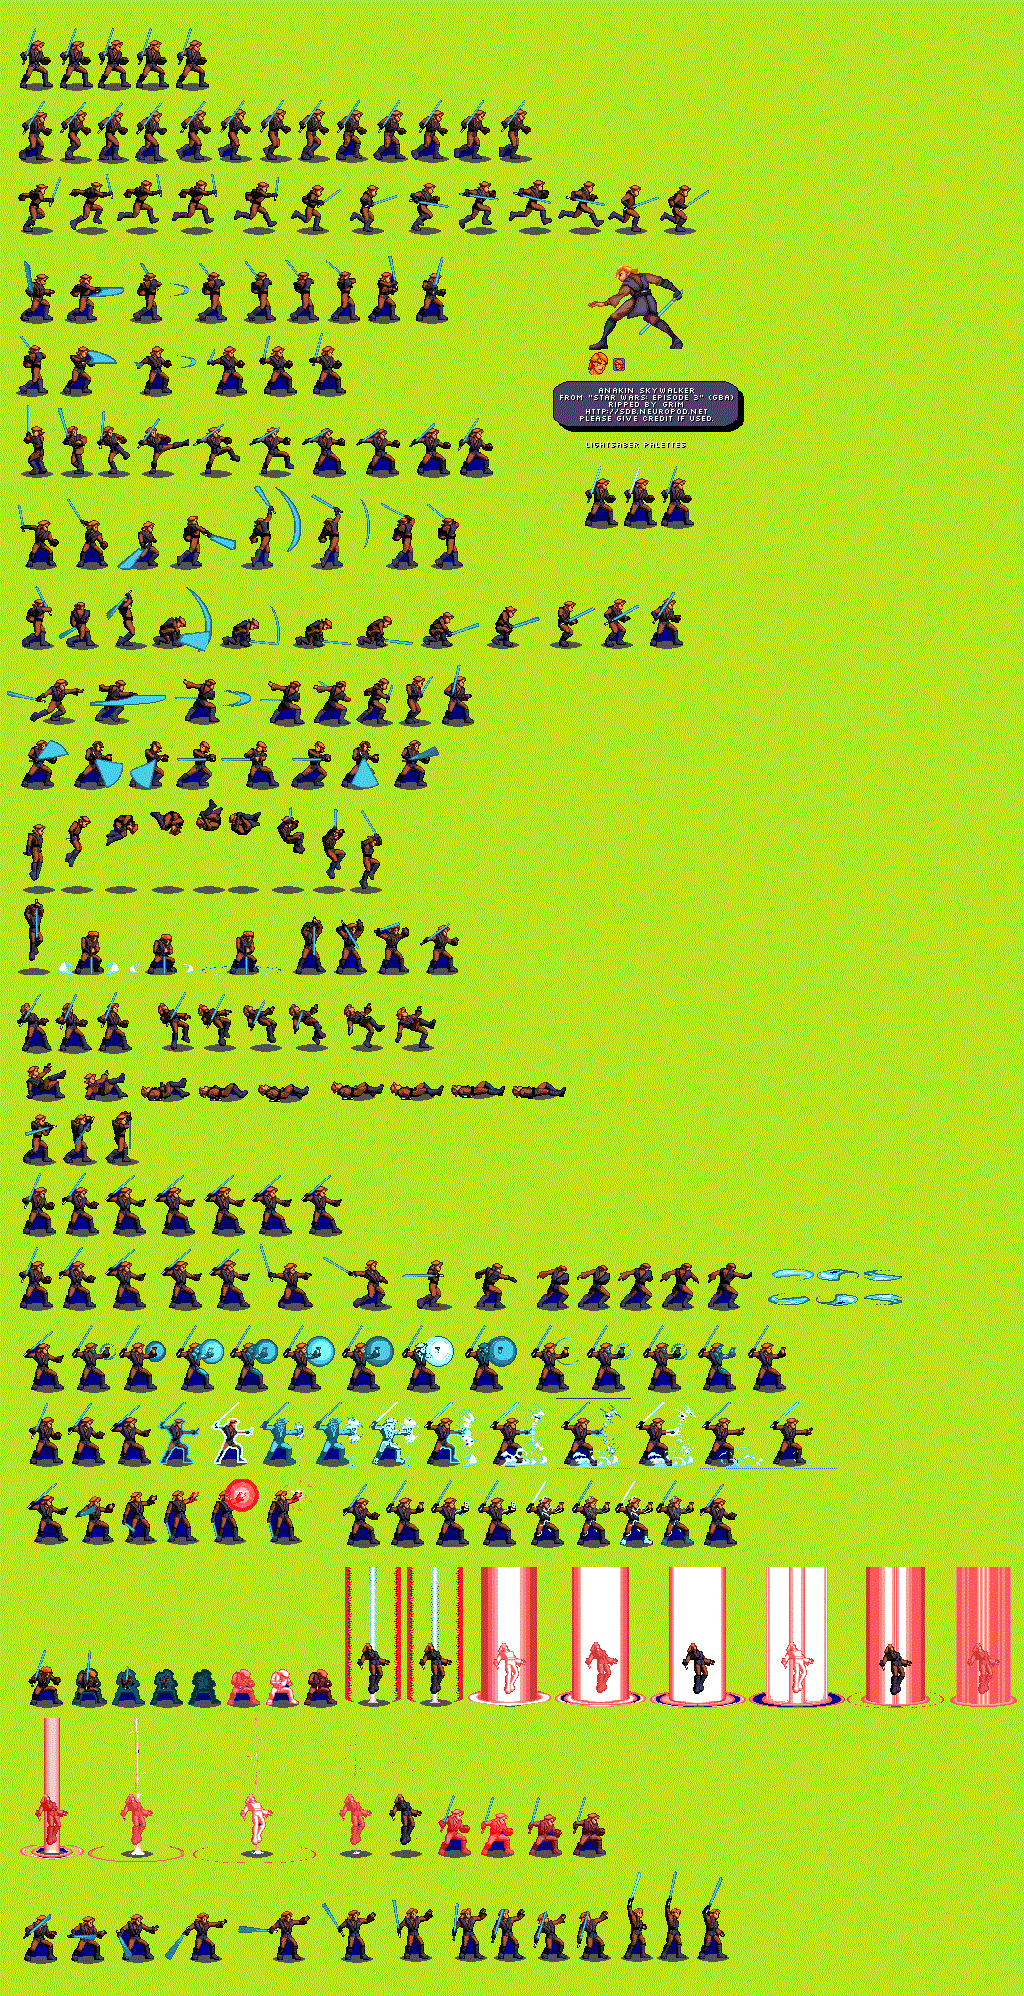 ANAKIN SKYWALKER
FROM "STAR WARS: EPISODE 3" (GBA)
RIPPED BY GRIM
HTTP://SDB.NEUROPOD.NET
PLEASE GIVE CREDIT IF USED.
LIGHTSABER PALETTES